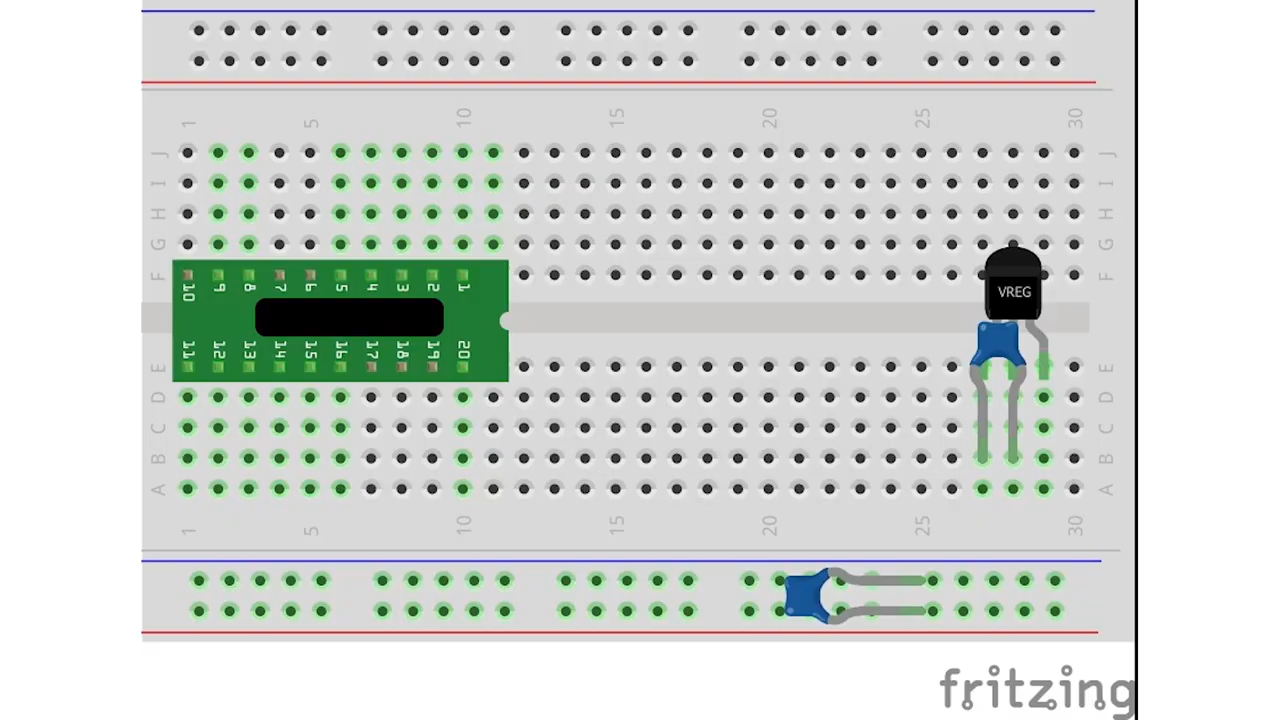 1 5 10 15 20 25 30
J J
I I
H H
G G
F F
10 9 8 7 6 5 4 3 2 1
VREG
11 12 13 14 15 16 17 18 19 20
E E
D D
C C
B B
A A
1 5 10 15 20 25 30
fritzing